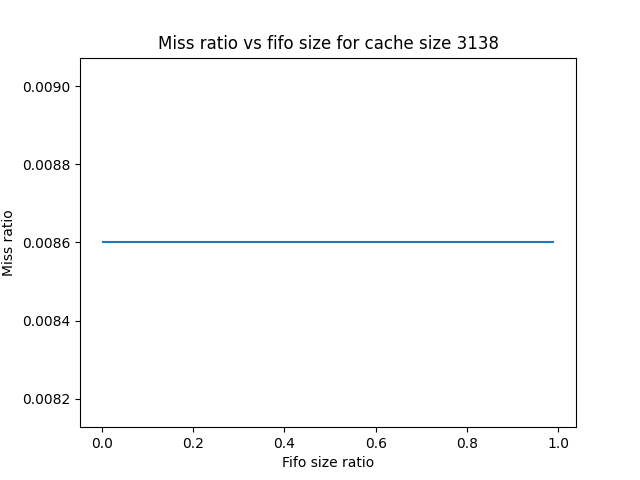 Miss ratio vs fifo size for cache size 3138
0.0090
0.0088
0.0086
0.0084
0.0082
Miss ratio
0.0 0.2 0.4 0.6 0.8 1.0
Fifo size ratio